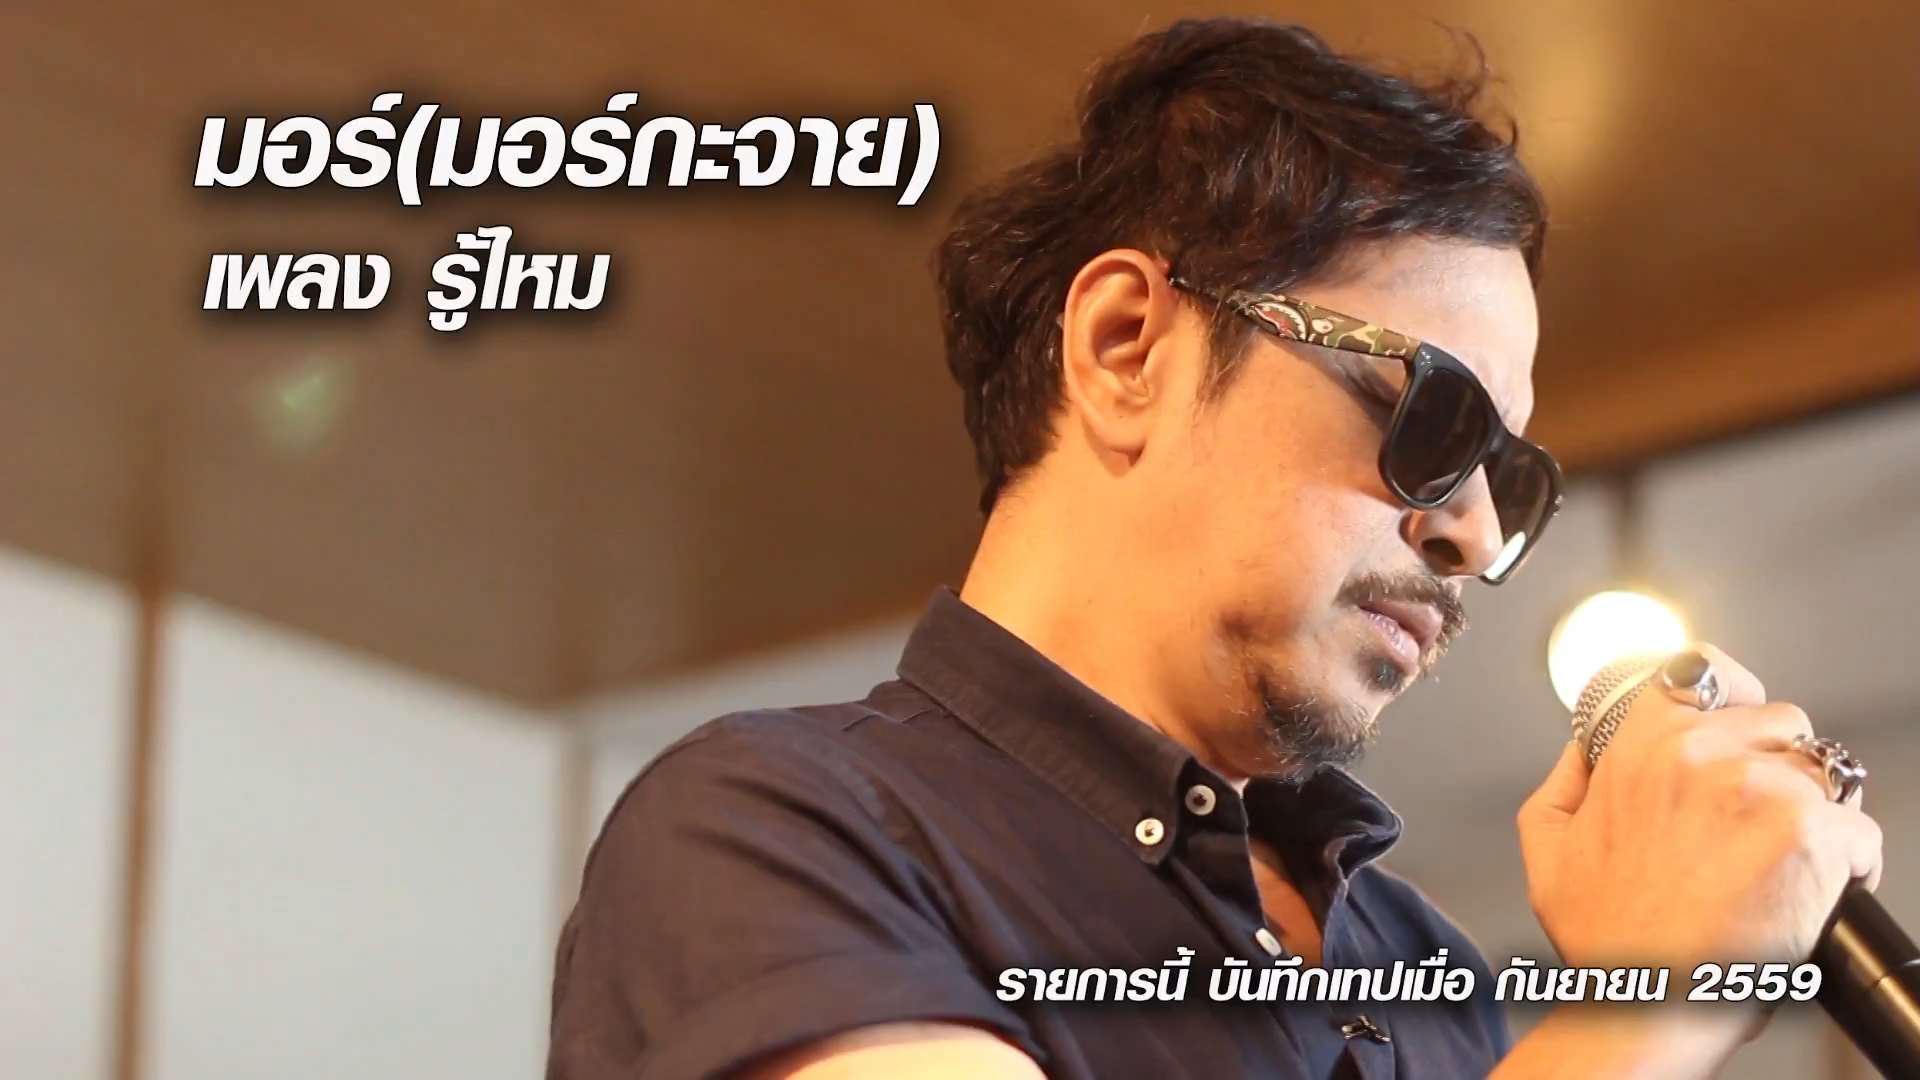 มอร์(มอร์กะจาย)
เพลง รู้ไหม
รายการนี้ บันทึกเทปเมื่อ กันยายน 2559